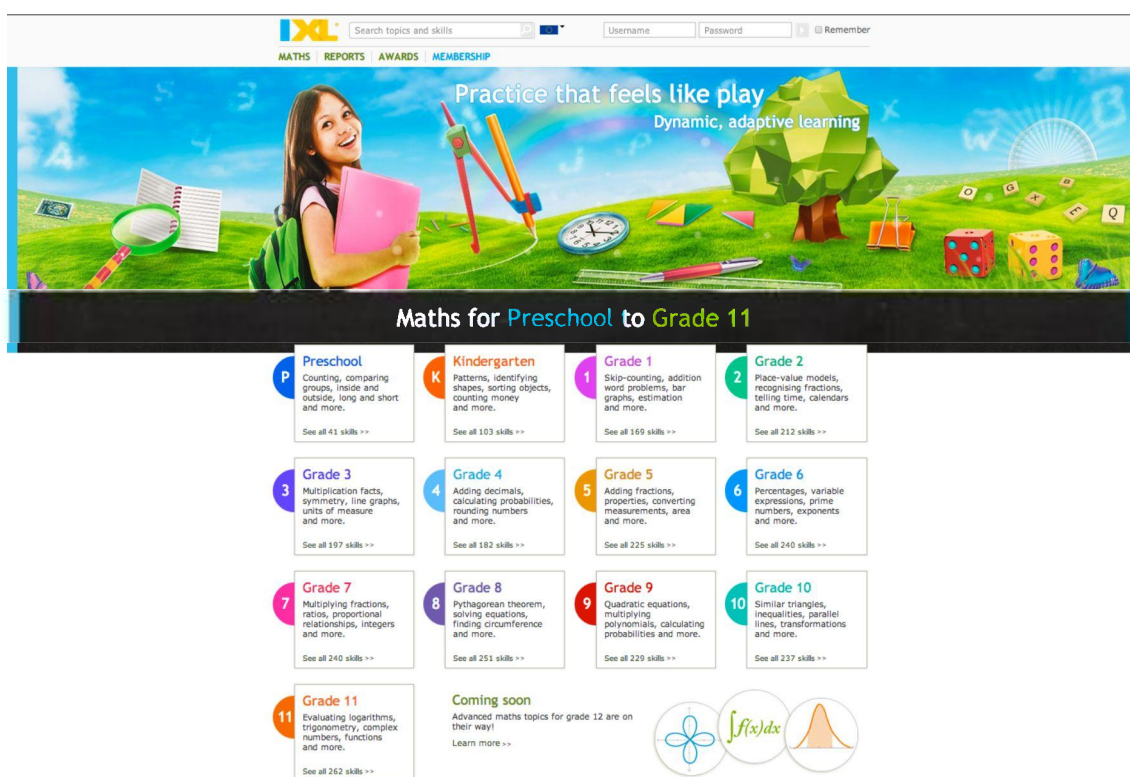 IXL
Search topics and skills
Username
Password
Remember
MATHS
REPORTS
AWARDS
MEMBERSHIP
Practice that feels like play
Dynamic, adaptive learning
Maths for Preschool to Grade 11
P
Preschool
Counting, comparing
groups, inside and
outside, long and short
and more.
See all 41 skills >>
K
Kindergarten
Patterns, identifying
shapes, sorting objects,
counting money
and more.
See all 103 skills >>
1
Grade 1
Skip-counting, addition
word problems, bar
graphs, estimation
and more.
See all 169 skills >>
2
Grade 2
Place-value models,
recognising fractions,
telling time, calendars
and more.
See all 212 skills >>
3
Grade 3
Multiplication facts,
symmetry, line graphs,
units of measure
and more.
See all 197 skills >>
4
Grade 4
Adding decimals,
calculating probabilities,
rounding numbers
and more.
See all 182 skills >>
5
Grade 5
Adding fractions,
properties, converting
measurements, area
and more.
See all 225 skills >>
6
Grade 6
Percentages, variable
expressions, prime
numbers, exponents
and more.
See all 240 skills >>
7
Grade 7
Multiplying fractions,
ratios, proportional
relationships, integers
and more.
See all 240 skills >>
8
Grade 8
Pythagorean theorem,
solving equations,
finding circumference
and more.
See all 251 skills >>
9
Grade 9
Quadratic equations,
multiplying
polynomials, calculating
probabilities and more.
See all 229 skills >>
10
Grade 10
Similar triangles,
inequalities, parallel
lines, transformations
and more.
See all 237 skills >>
11
Grade 11
Evaluating logarithms,
trigonometry, complex
numbers, functions
and more.
See all 262 skills >>
Coming soon
Advanced maths topics for grade 12 are on
their way!
Learn more >>
∫f(x)dx